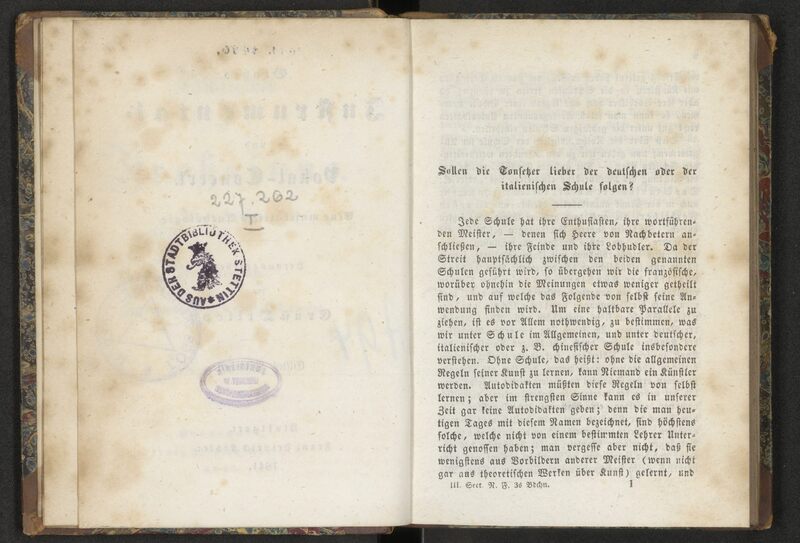 227,262
I
AUS DER STADTBIBLIOTHEK STETTIN
Sollen die Tonsetzer lieber der deutschen oder der
italienischen Schule folgen?
Jede Schule hat ihre Enthusiasten, ihre wortführen-
den Meister, — denen sich Heere von Nachbetern an-
schließen, — ihre Feinde und ihre Lobhudler. Da der
Streit hauptsächlich zwischen den beiden genannten
Schulen geführt wird, so übergehen wir die französische,
worüber ohnehin die Meinungen etwas weniger getheilt
sind, und auf welche das Folgende von selbst seine An-
wendung finden wird. Um eine haltbare Parallele zu
ziehen, ist es vor Allem nothwendig, zu bestimmen, was
wir unter Schule im Allgemeinen, und unter deutscher,
italienischer oder z. B. chinesischer Schule insbesondere
verstehen. Ohne Schule, das heißt: ohne die allgemeinen
Regeln seiner Kunst zu lernen, kann Niemand ein Künstler
werden. Autodidakten müßten diese Regeln von selbst
lernen; aber im strengsten Sinne kann es in unserer
Zeit gar keine Autodidakten geben; denn die man heu-
tigen Tages mit diesem Namen bezeichnet, sind höchstens
solche, welche nicht von einem bestimmten Lehrer Unter-
richt genossen haben; man vergesse aber nicht, daß sie
wenigstens aus Vorbildern anderer Meister (wenn nicht
gar aus theoretischen Werken über Kunst) gelernt, und
III. Sect. N. F. 3s Bdchn. 1